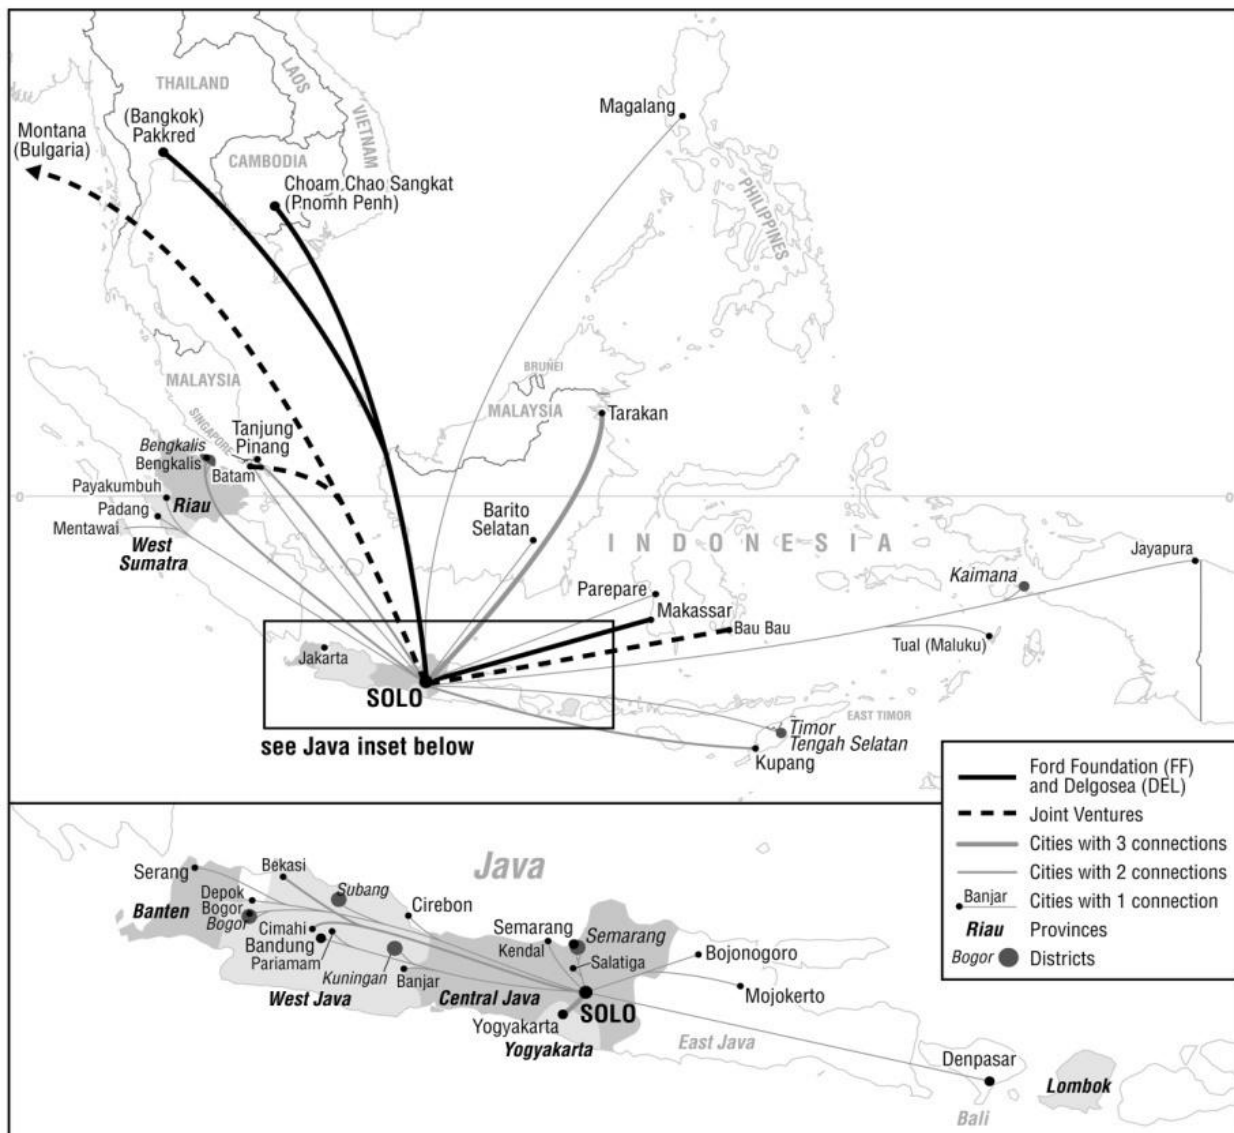 THAILAND
LAOS
VIETNAM
(Bangkok)
Pakkred
Montana
(Bulgaria)
CAMBODIA
Choam Chao Sangkat
(Pnomh Penh)
Magalang
PHILIPPINES
MALAYSIA
SINGAPORE
BRUNEI
MALAYSIA
Tarakan
Tanjung
Pinang
Bengkalis
Bengkalis
Batam
Payakumbuh
Riau
Padang
Mentawai
West
Sumatra
0
0
Barito
Selatan
INDONESIA
Jayapura
Kaimana
Parepare
Makassar
Bau Bau
Tual (Maluku)
Jakarta
SOLO
see Java inset below
EAST TIMOR
Timor
Tengah Selatan
Kupang
Ford Foundation (FF)
and Delgosea (DEL)
Joint Ventures
Cities with 3 connections
Cities with 2 connections
Banjar Cities with 1 connection
Riau Provinces
Bogor Districts
Java
Serang
Bekasi
Subang
Depok
Bogor
Bogor
Banten
Cirebon
Cimahi
Bandung
Pariamam
Kuningan
Banjar
West Java
Semarang
Semarang
Kendal
Salatiga
Central Java
SOLO
Yogyakarta
Yogyakarta
Bojonogoro
Mojokerto
East Java
Denpasar
Bali
Lombok